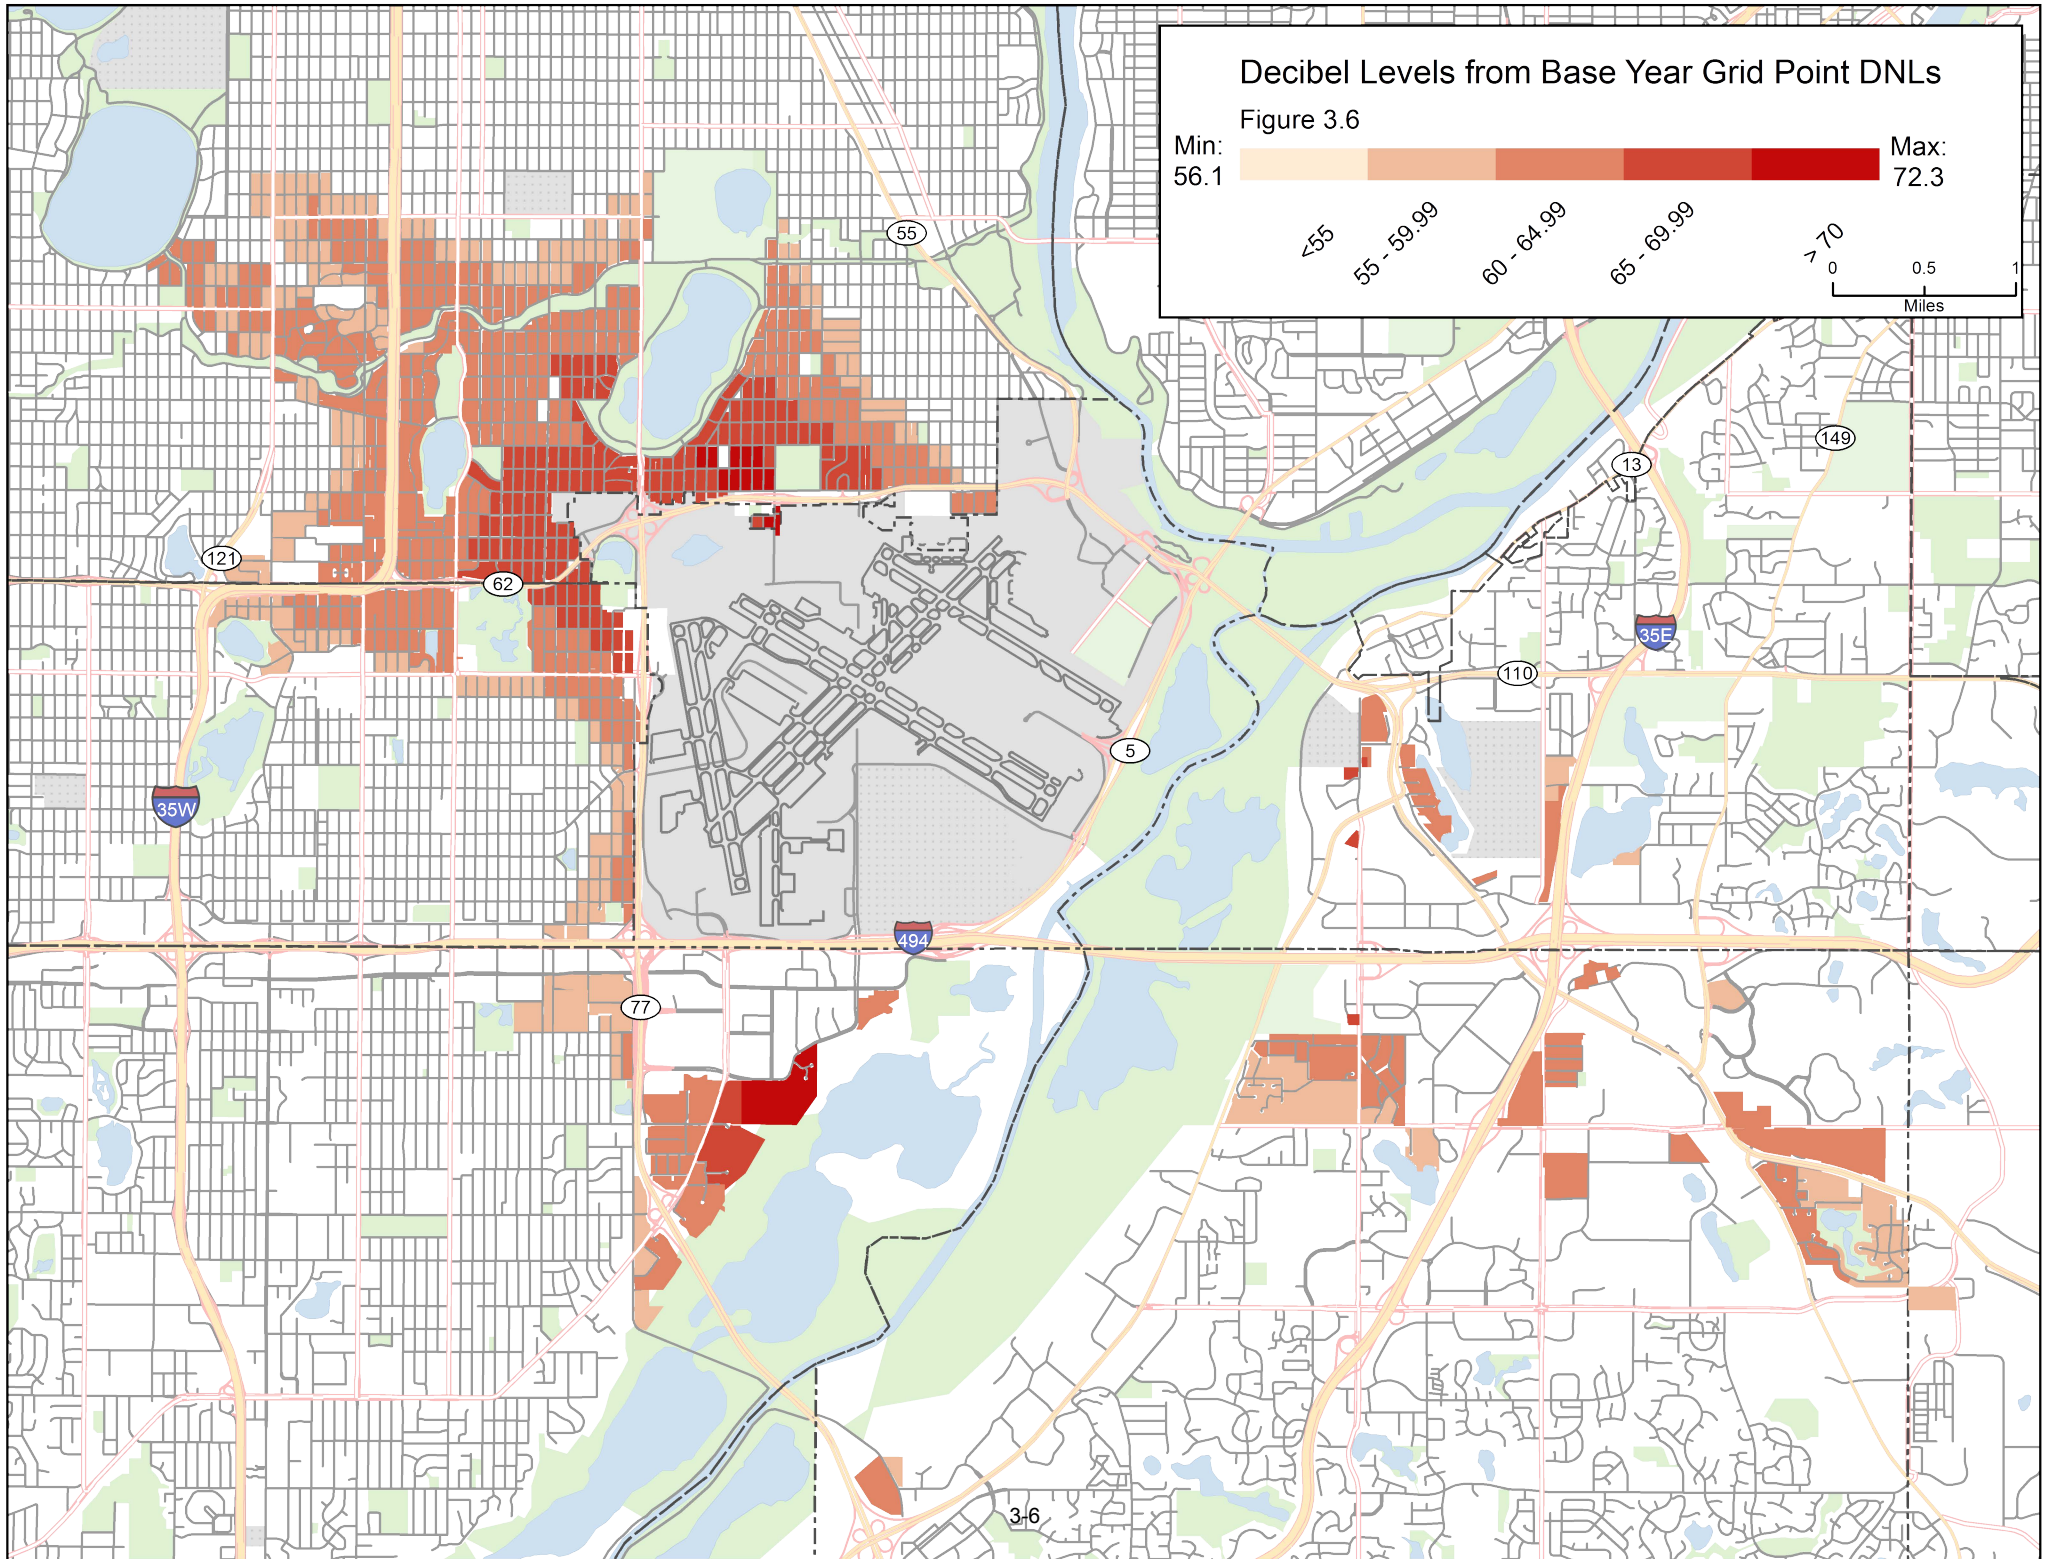 Decibel Levels from Base Year Grid Point DNLs
Figure 3.6
Min:
56.1
Max:
72.3
<55
55 - 59.99
60 - 64.99
65 - 69.99
> 70
0 0.5 1
Miles
55
149
13
121
62
35E
110
5
35W
494
77
3-6